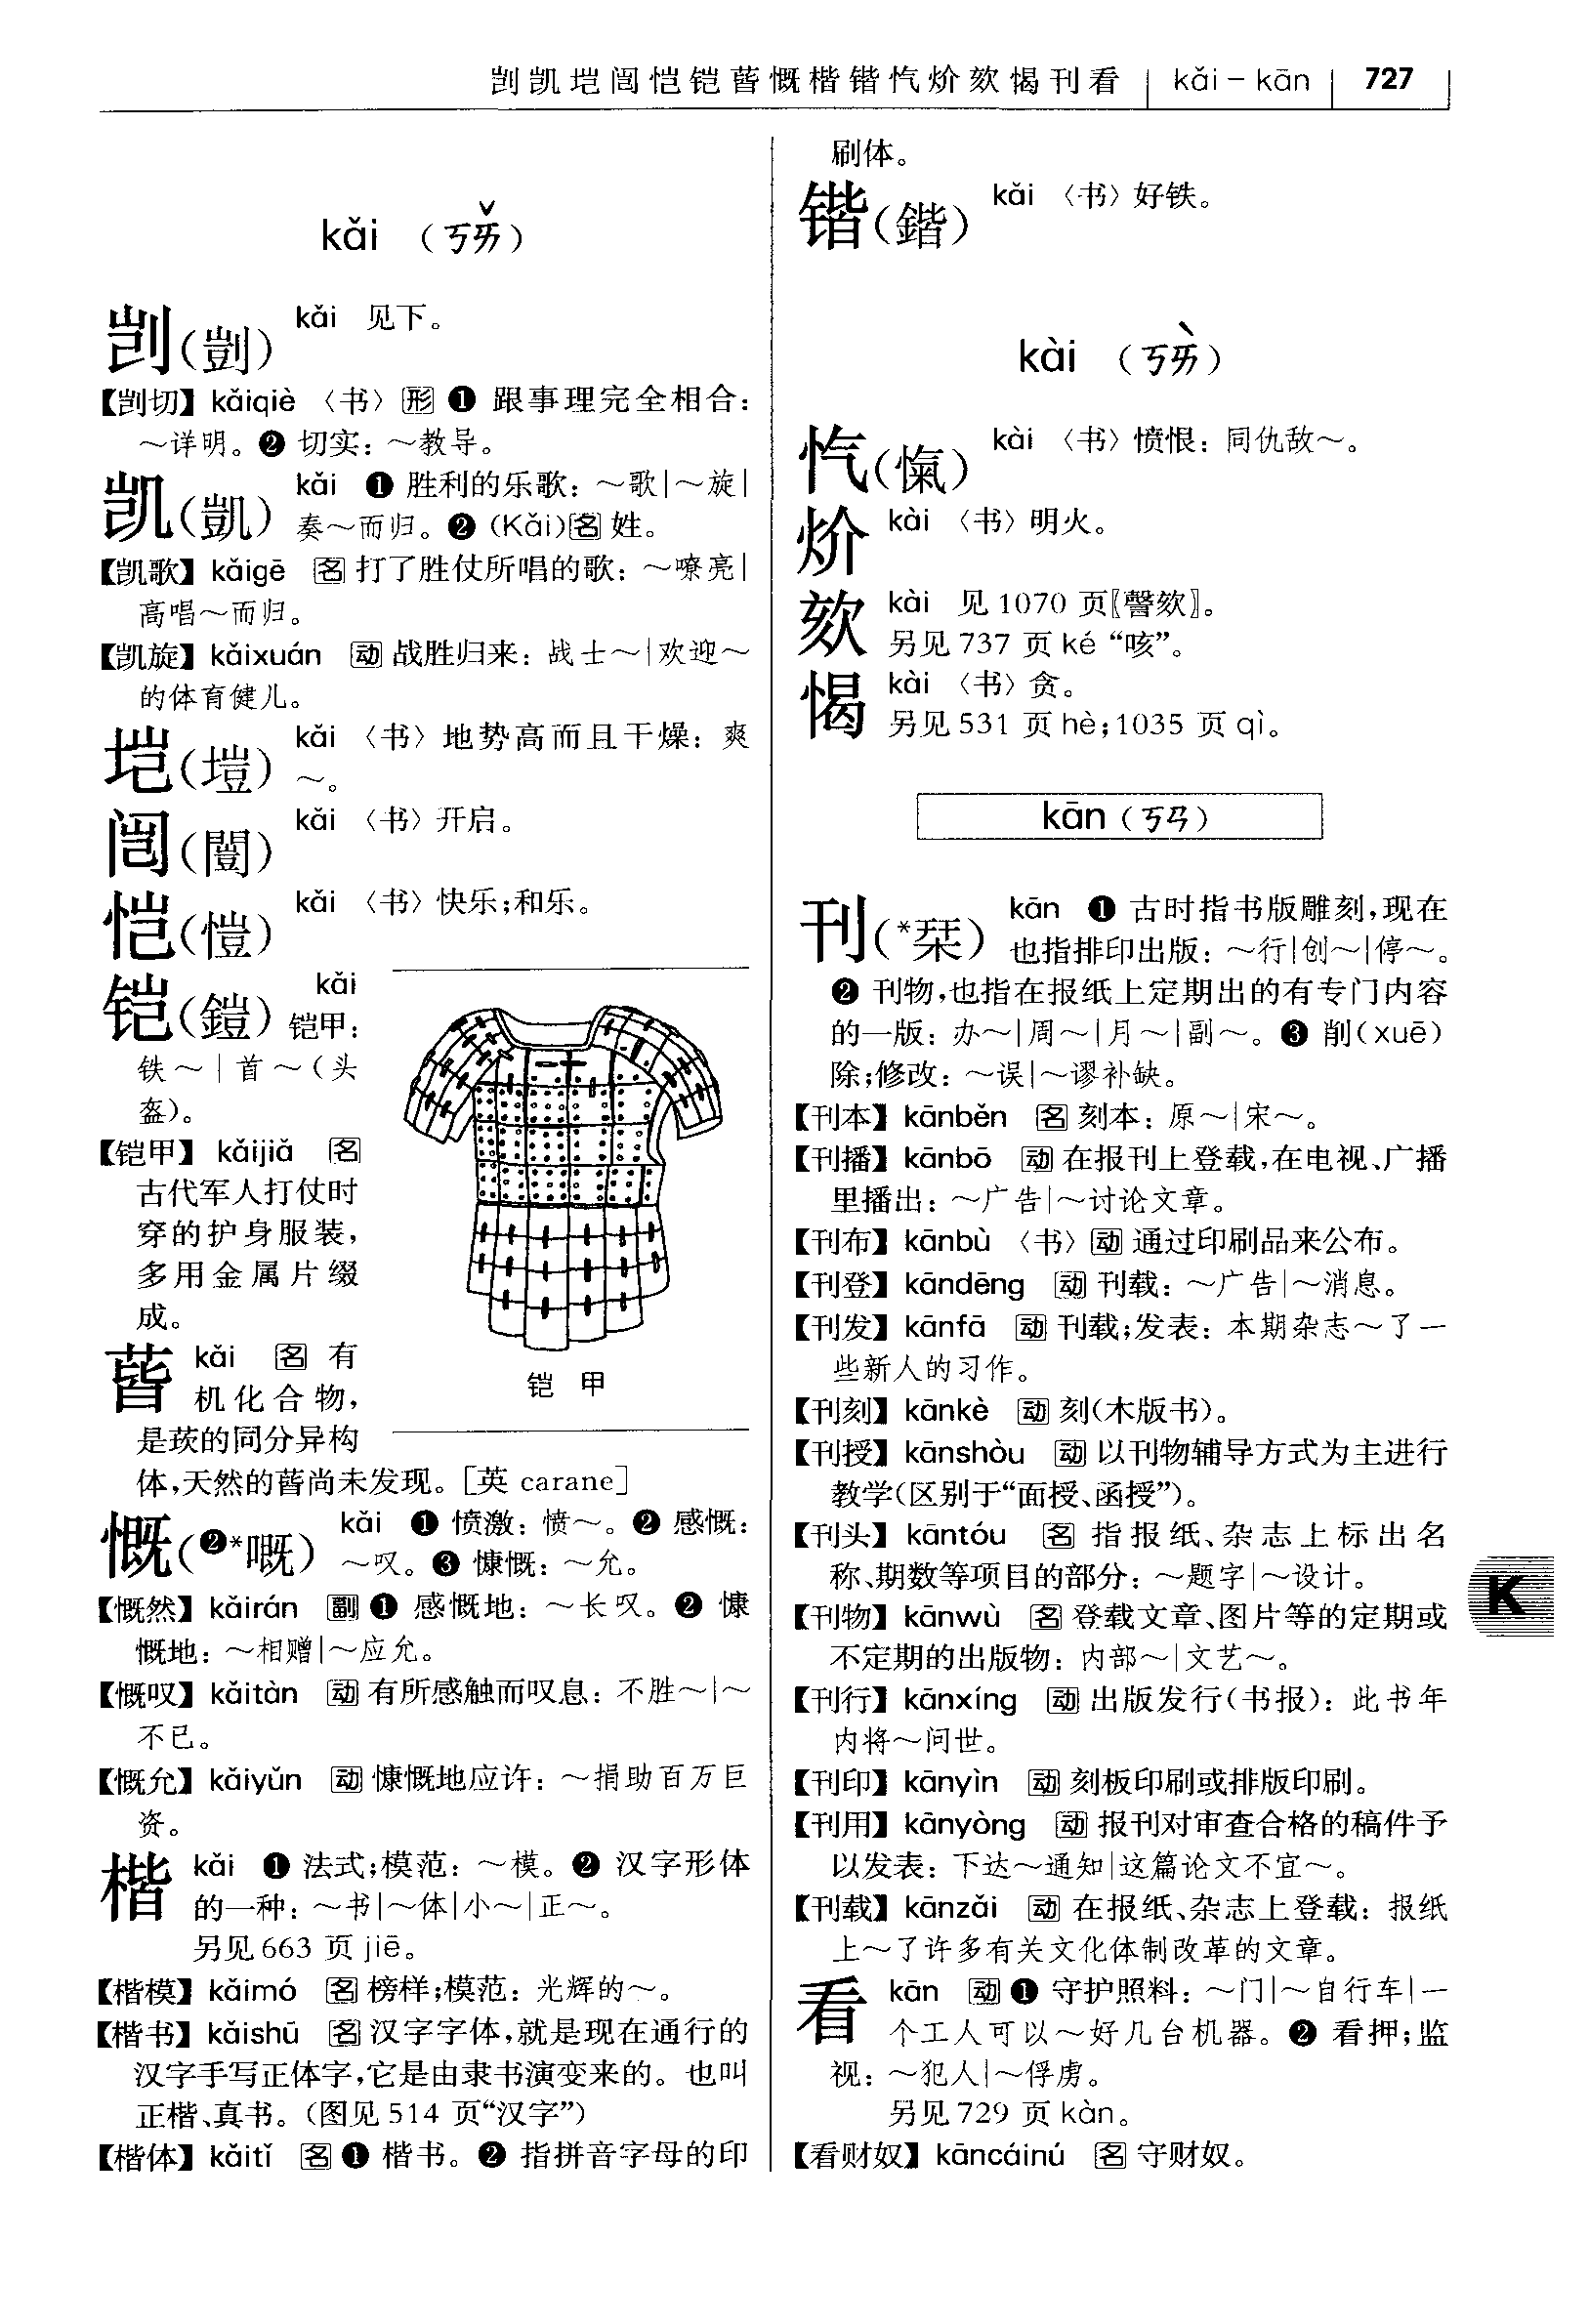 剀凯垲闿恺铠䓣慨楷锴忾炌欬愒刊看 kǎi－kān 727
kǎi （ㄎㄞˇ）
剀(剴) kǎi 见下。
【剀切】kǎiqiè 〈书〉形❶ 跟事理完全相合：
～详明。❷ 切实：～教导。
凯(凱) kǎi ❶ 胜利的乐歌：～歌|～旋|
奏～而归。❷ (Kǎi)名姓。
【凯歌】kǎigē 名打了胜仗所唱的歌：～嘹亮|
高唱～而归。
【凯旋】kǎixuán 动战胜归来：战士～|欢迎～
的体育健儿。
垲(塏) kǎi 〈书〉地势高而且干燥：爽
～。
闿(闓) kǎi 〈书〉开启。
恺(愷) kǎi 〈书〉快乐;和乐。
铠(鎧) kǎi
铠甲：
铁～|首～(头
盔)。
【铠甲】kǎijiǎ 名
古代军人打仗时
穿的护身服装，
多用金属片缀
成。
铠 甲
䓣 kǎi 名 有
机化合物，
是莰的同分异构
体，天然的䓣尚未发现。［英 carane］
慨(❷*嘅) kǎi ❶ 愤激：愤～。❷ 感慨：
～叹。❸ 慷慨：～允。
【慨然】kǎirán 副❶ 感慨地：～长叹。❷ 慷
慨地：～相赠|～应允。
【慨叹】kǎitàn 动有所感触而叹息：不胜～|～
不已。
【慨允】kǎiyǔn 动慷慨地应许：～捐助百万巨
资。
楷 kǎi ❶ 法式;模范：～模。❷ 汉字形体
的一种：～书|～体|小～|正～。
另见663 页 jiē。
【楷模】kǎimó 名榜样;模范：光辉的～。
【楷书】kǎishū 名汉字字体，就是现在通行的
汉字手写正体字，它是由隶书演变来的。也叫
正楷、真书。（图见514 页“汉字”）
【楷体】kǎitǐ 名❶ 楷书。❷ 指拼音字母的印
刷体。
锴(鍇) kǎi 〈书〉好铁。
kài （ㄎㄞˋ）
忾(愾) kài 〈书〉愤恨：同仇敌～。
炌 kài 〈书〉明火。
欬 kài 见1070 页〖謦欬〗。
另见737 页 ké “咳”。
愒 kài 〈书〉贪。
另见531 页 hè;1035 页 qì。
kān（ㄎㄢ）
刊(*栞) kān ❶ 古时指书版雕刻，现在
也指排印出版：～行|创～|停～。
❷ 刊物，也指在报纸上定期出的有专门内容
的一版：办～|周～|月～|副～。❸ 削(xuē)
除;修改：～误|～谬补缺。
【刊本】kānběn 名刻本：原～|宋～。
【刊播】kānbō 动在报刊上登载，在电视、广播
里播出：～广告|～讨论文章。
【刊布】kānbù 〈书〉动通过印刷品来公布。
【刊登】kāndēng 动刊载：～广告|～消息。
【刊发】kānfā 动刊载;发表：本期杂志～了一
些新人的习作。
【刊刻】kānkè 动刻(木版书)。
【刊授】kānshòu 动以刊物辅导方式为主进行
教学(区别于“面授、函授”)。
【刊头】kāntóu 名 指报纸、杂志上标出名
称、期数等项目的部分：～题字|～设计。
【刊物】kānwù 名登载文章、图片等的定期或
不定期的出版物：内部～|文艺～。
【刊行】kānxíng 动出版发行(书报)：此书年
内将～问世。
【刊印】kānyìn 动刻板印刷或排版印刷。
【刊用】kānyòng 动报刊对审查合格的稿件予
以发表：下达～通知|这篇论文不宜～。
【刊载】kānzǎi 动在报纸、杂志上登载：报纸
上～了许多有关文化体制改革的文章。
看 kān 动❶ 守护照料：～门|～自行车|一
个工人可以～好几台机器。❷ 看押;监
视：～犯人|～俘虏。
另见729 页 kàn。
【看财奴】kāncáinú 名守财奴。
K